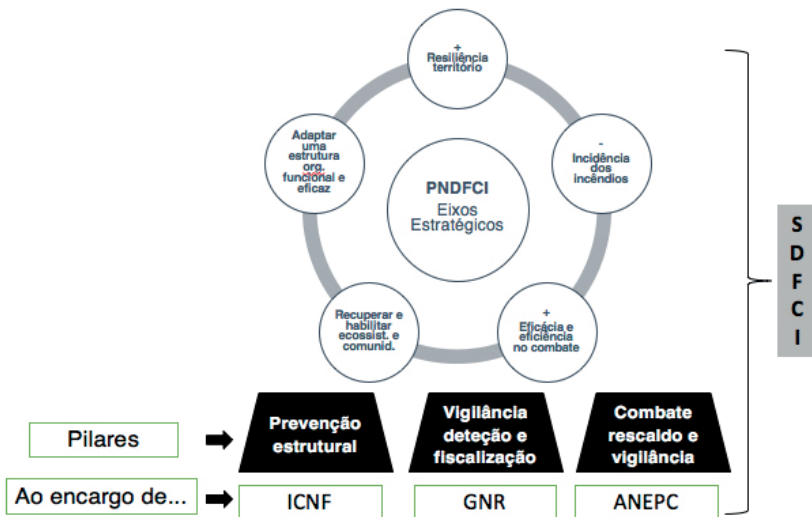 +
Resiliência
território
Adaptar
uma
estrutura
org.
funcional e
eficaz
-
Incidência
dos
incêndios
PNDFCI
Eixos
Estratégicos
Recuperar e
habilitar
ecossist. e
comunid.
+
Eficácia e
eficiência
no combate
S
D
F
C
I
Pilares
Prevenção
estrutural
Vigilância
deteção e
fiscalização
Combate
rescaldo e
vigilância
Ao encargo de...
ICNF
GNR
ANEPC